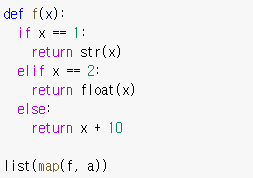 def f(x):
  if x == 1:
    return str(x)
  elif x == 2:
    return float(x)
  else:
    return x + 10

list(map(f, a))